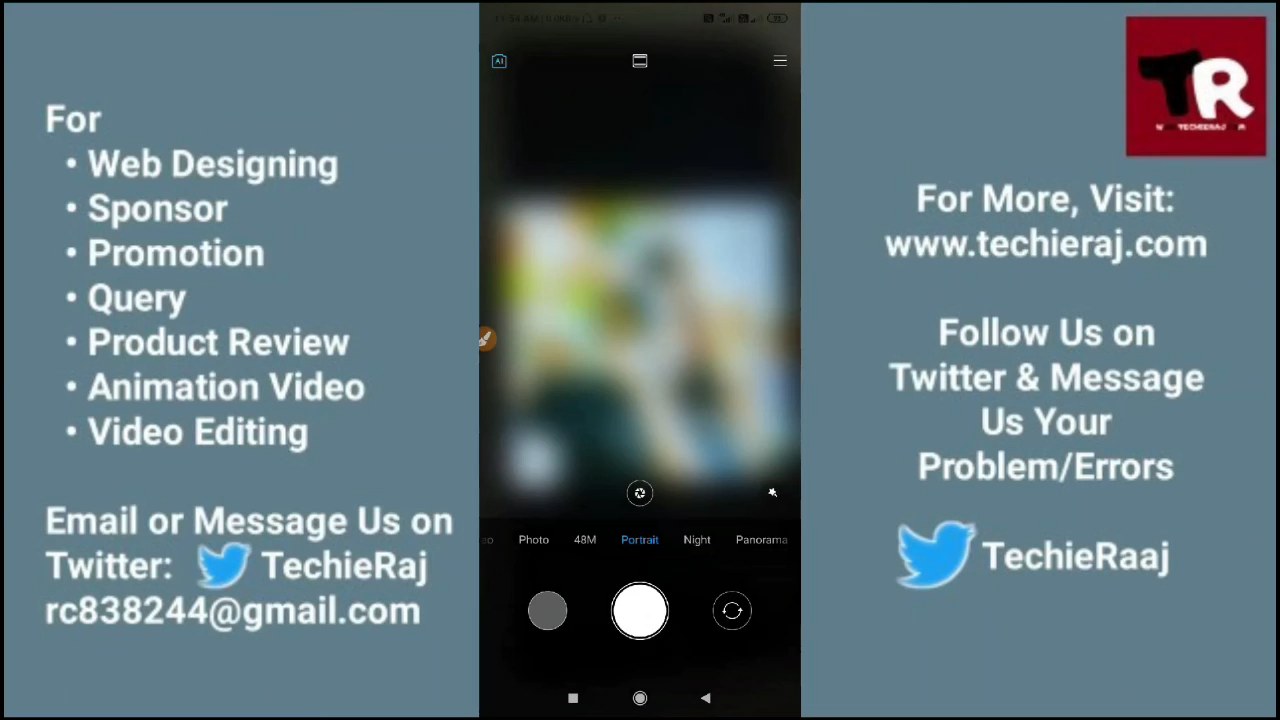 For
• Web Designing
• Sponsor
• Promotion
• Query
• Product Review
• Animation Video
• Video Editing
Email or Message Us on
Twitter: TechieRaj
rc838244@gmail.com
AI
Photo
48M
Portrait
Night
Panorama
TR
For More, Visit:
www.techieraj.com
Follow Us on
Twitter & Message
Us Your
Problem/Errors
TechieRaaj